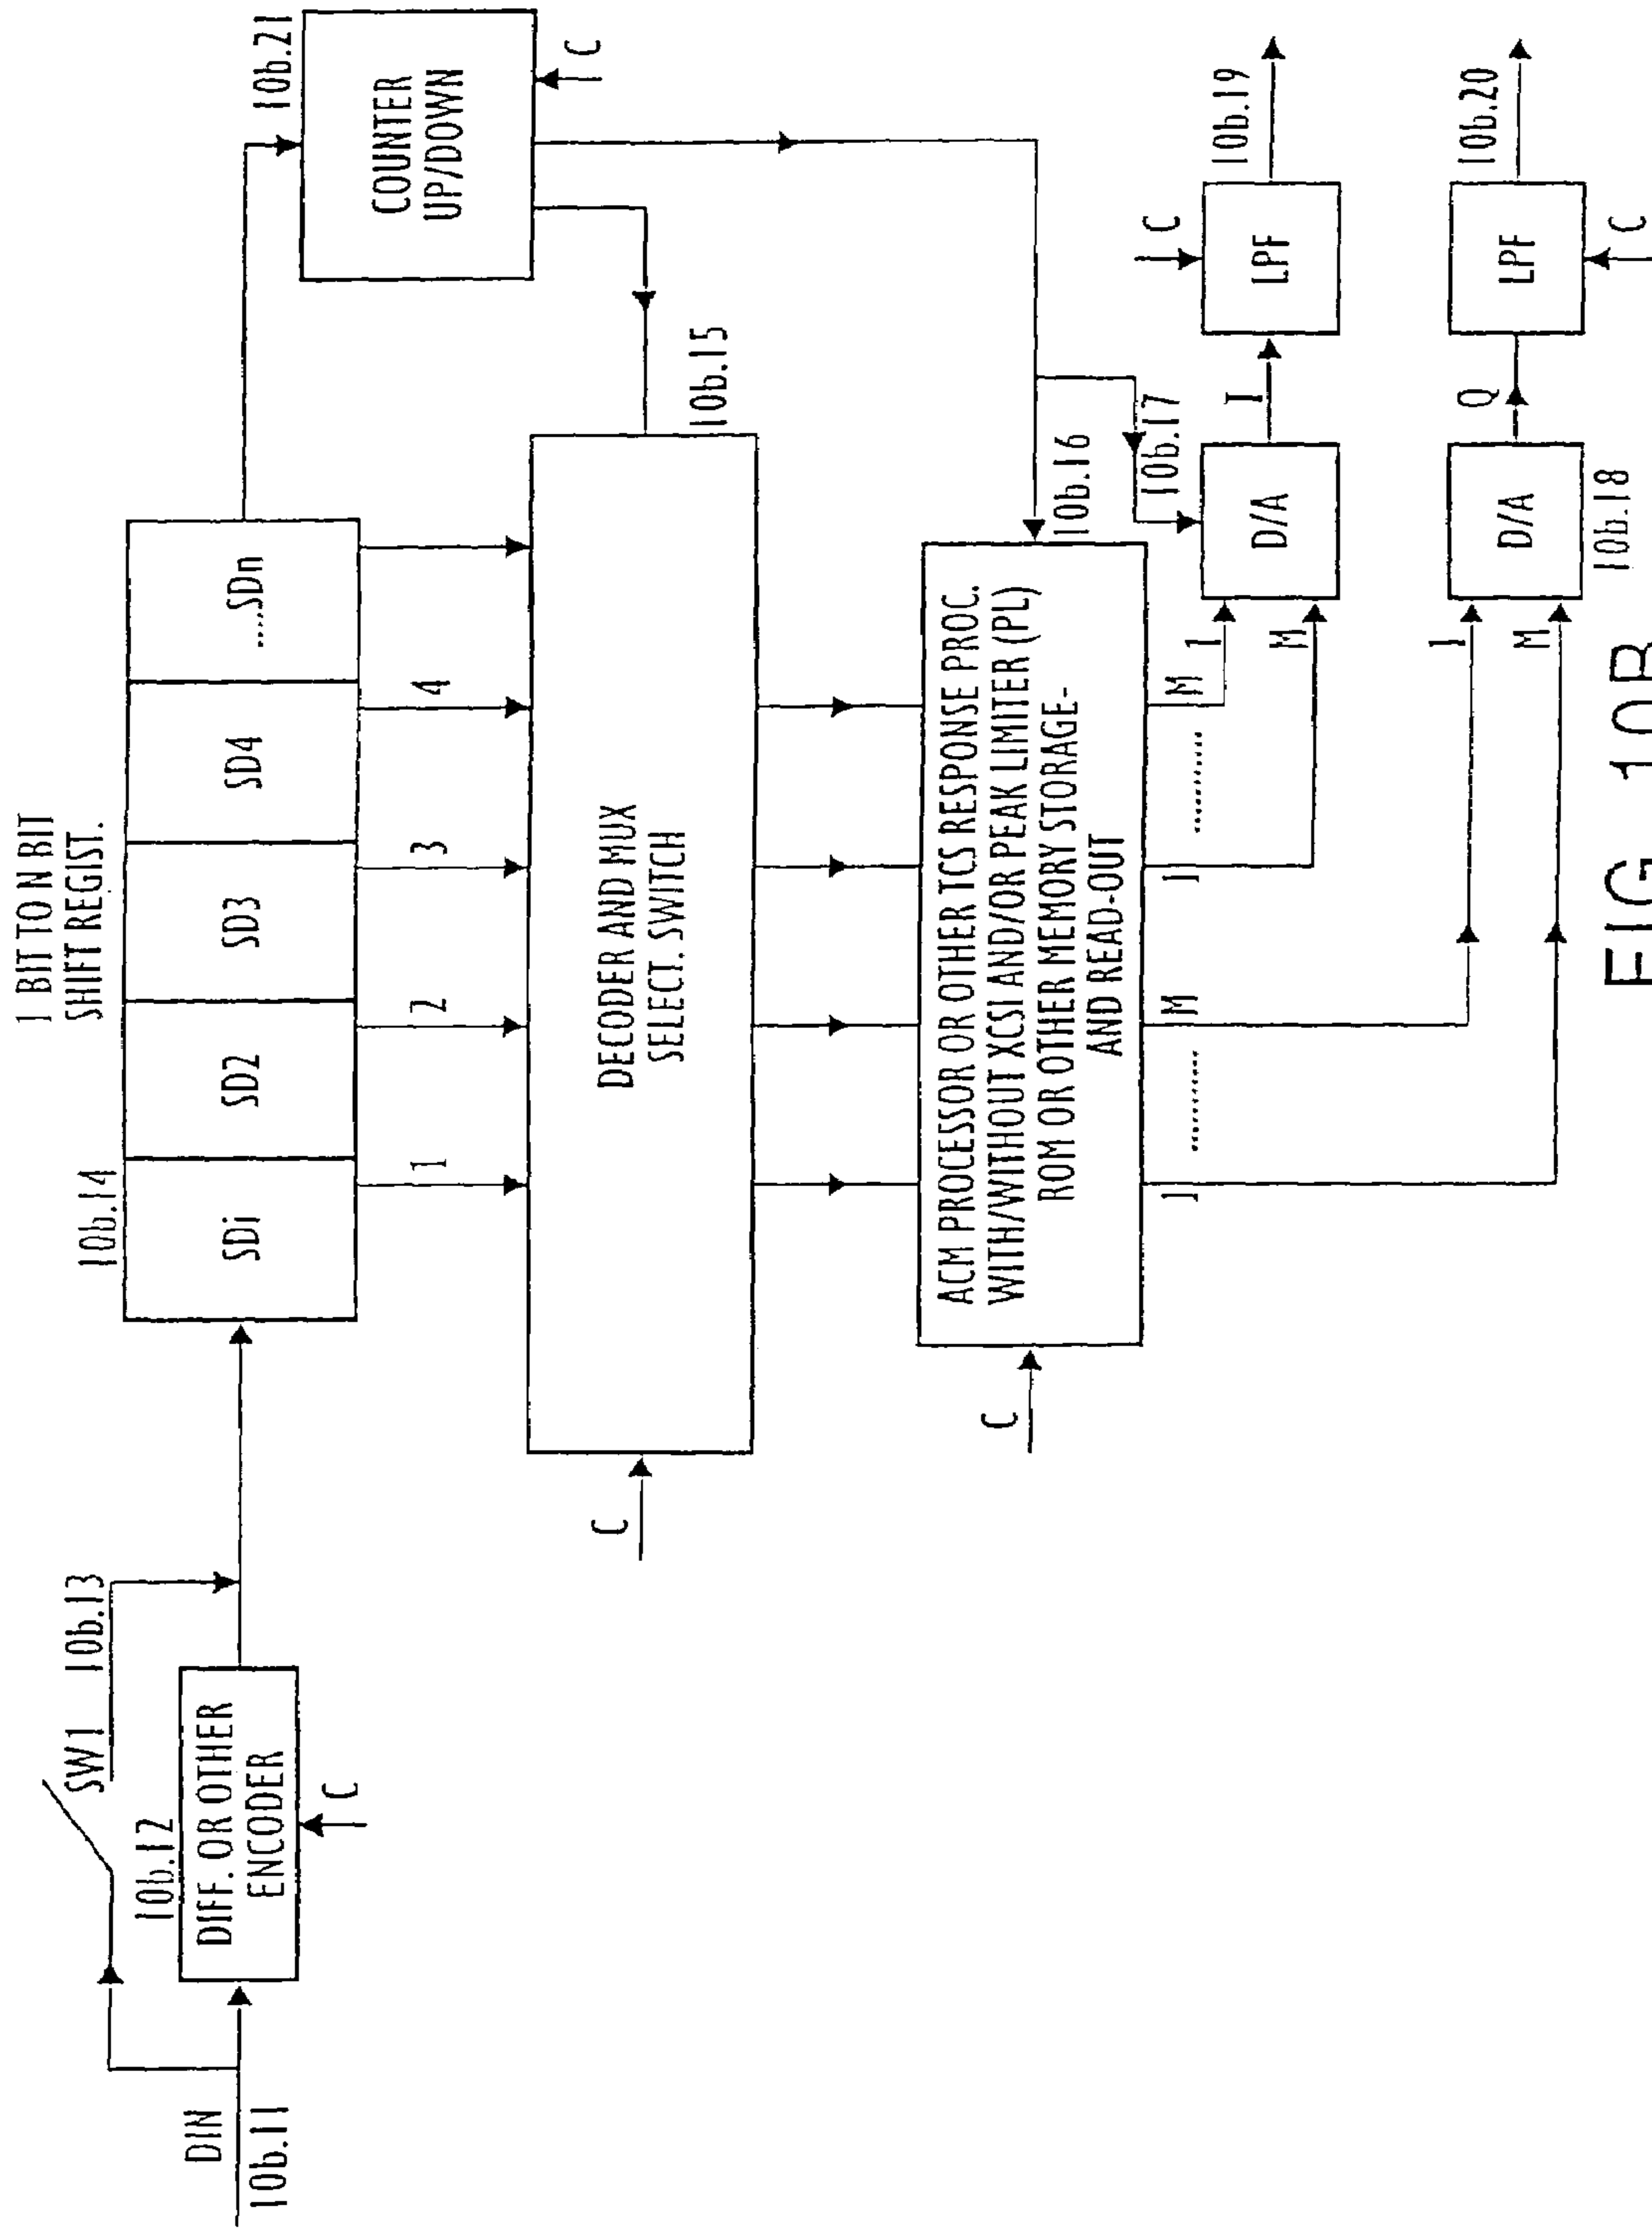 DIN
10b.11
SW1 10b.13
10b.12
DIFF. OR OTHER
ENCODER
C
1 BIT TO N BIT
SHIFT REGIST.
10b.14
SDi
SD2
SD3
SD4
.....SDn
1
2
3
4
10b.21
COUNTER
UP/DOWN
C
C
DECODER AND MUX
SELECT. SWITCH
10b.15
C
ACM PROCESSOR OR OTHER TCS RESPONSE PROC.
WITH/WITHOUT XCSI AND/OR PEAK LIMITER (PL)
ROM OR OTHER MEMORY STORAGE-
AND READ-OUT
10b.16
10b.17
1 ......... M
1 ......... M
1
M
D/A
I
C
LPF
10b.19
1
M
D/A
10b.18
Q
LPF
C
10b.20
FIG 10B